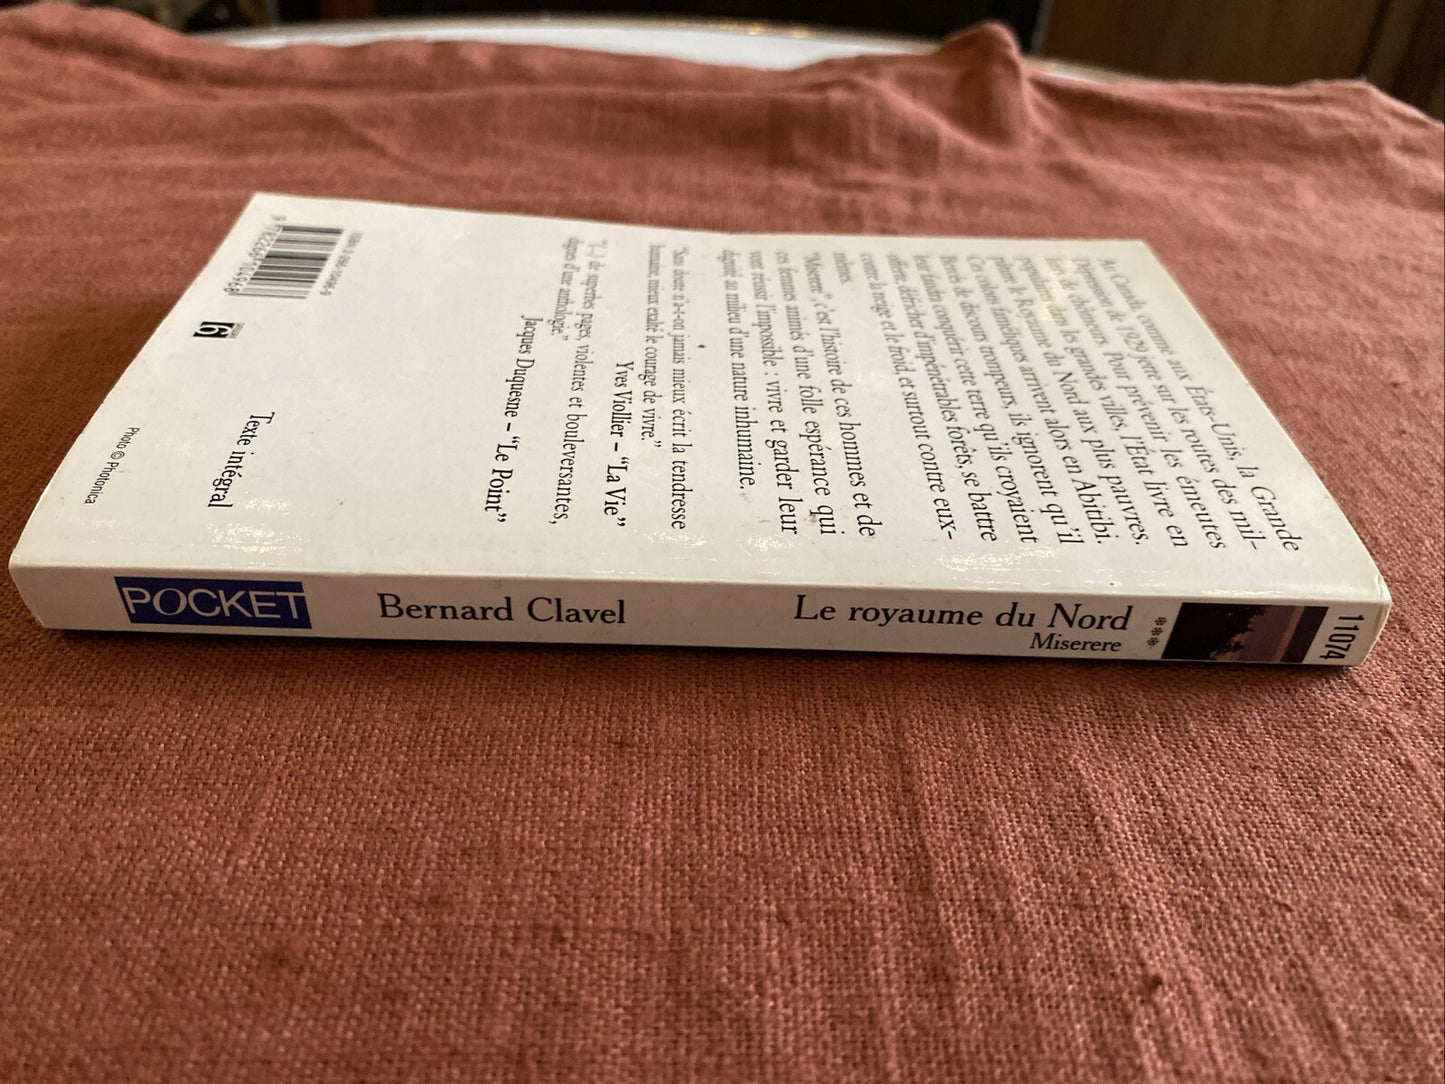 Au Canada, comme aux États-Unis, la Grande
Dépression de 1929 jette sur les routes des mil-
liers de chômeurs. Pour prévenir les émeutes
populaires dans les grandes villes, l'État livre en
pâture le Royaume du Nord aux plus pauvres.
Ces colons faméliques arrivent alors en Abitibi.
Bernés de discours trompeurs, ils ignorent qu'il
leur faudra conquérir cette terre qu'ils croyaient
offerte, défricher d'impénétrables forêts, se battre
contre la neige et le froid, et surtout contre eux-
mêmes.
"Miserere", c'est l'histoire de ces hommes et de
ces femmes animés d'une folle espérance qui
vont réussir l'impossible : vivre et garder leur
dignité au milieu d'une nature inhumaine.
"Sans doute n'a-t-on jamais mieux écrit la tendresse
humaine, mieux exalté le courage de vivre."
Yves Viollier – "La Vie"
"[...] de superbes pages, violentes et bouleversantes,
dignes d'une anthologie."
Jacques Duquesne – "Le Point"
Texte intégral
Photo © Photonica
9 782266 104968
6
POCKET
Bernard Clavel
Le royaume du Nord
Miserere
***
11074